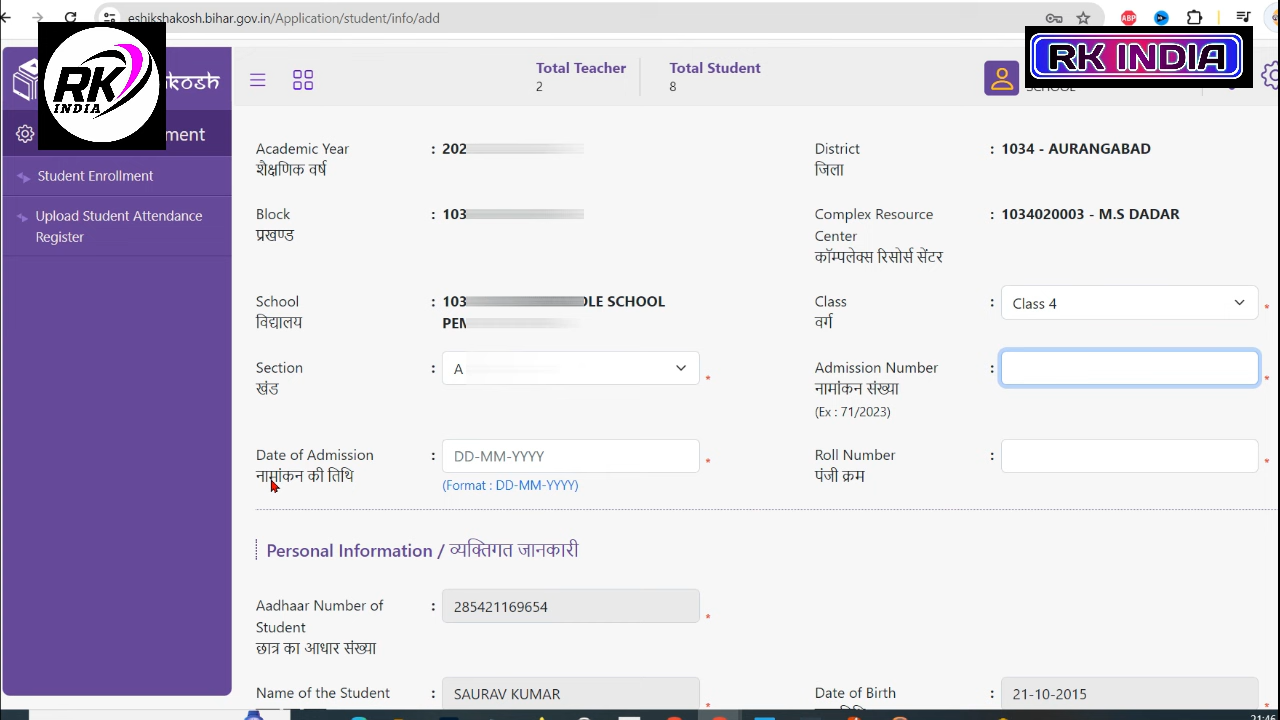 eshikshakosh.bihar.gov.in/Application/student/info/add
ABP
RK
INDIA
RK INDIA
Total Teacher
2
Total Student
8
SCHOOL
Student Enrollment
Upload Student Attendance
Register
Academic Year
शैक्षणिक वर्ष
: 202
District
जिला
: 1034 - AURANGABAD
Block
प्रखण्ड
: 103
Complex Resource
Center
कॉम्पलेक्स रिसोर्स सेंटर
: 1034020003 - M.S DADAR
School
विद्यालय
: 103
SCHOOL
Class
वर्ग
: Class 4 *
Section
खंड
: A *
Admission Number
नामांकन संख्या
(Ex : 71/2023)
: *
Date of Admission
नामांकन की तिथि
: DD-MM-YYYY *
(Format : DD-MM-YYYY)
Roll Number
पंजी क्रम
: *
Personal Information / व्यक्तिगत जानकारी
Aadhaar Number of
Student
छात्र का आधार संख्या
: 285421169654 *
Name of the Student
: SAURAV KUMAR *
Date of Birth
: 21-10-2015 *